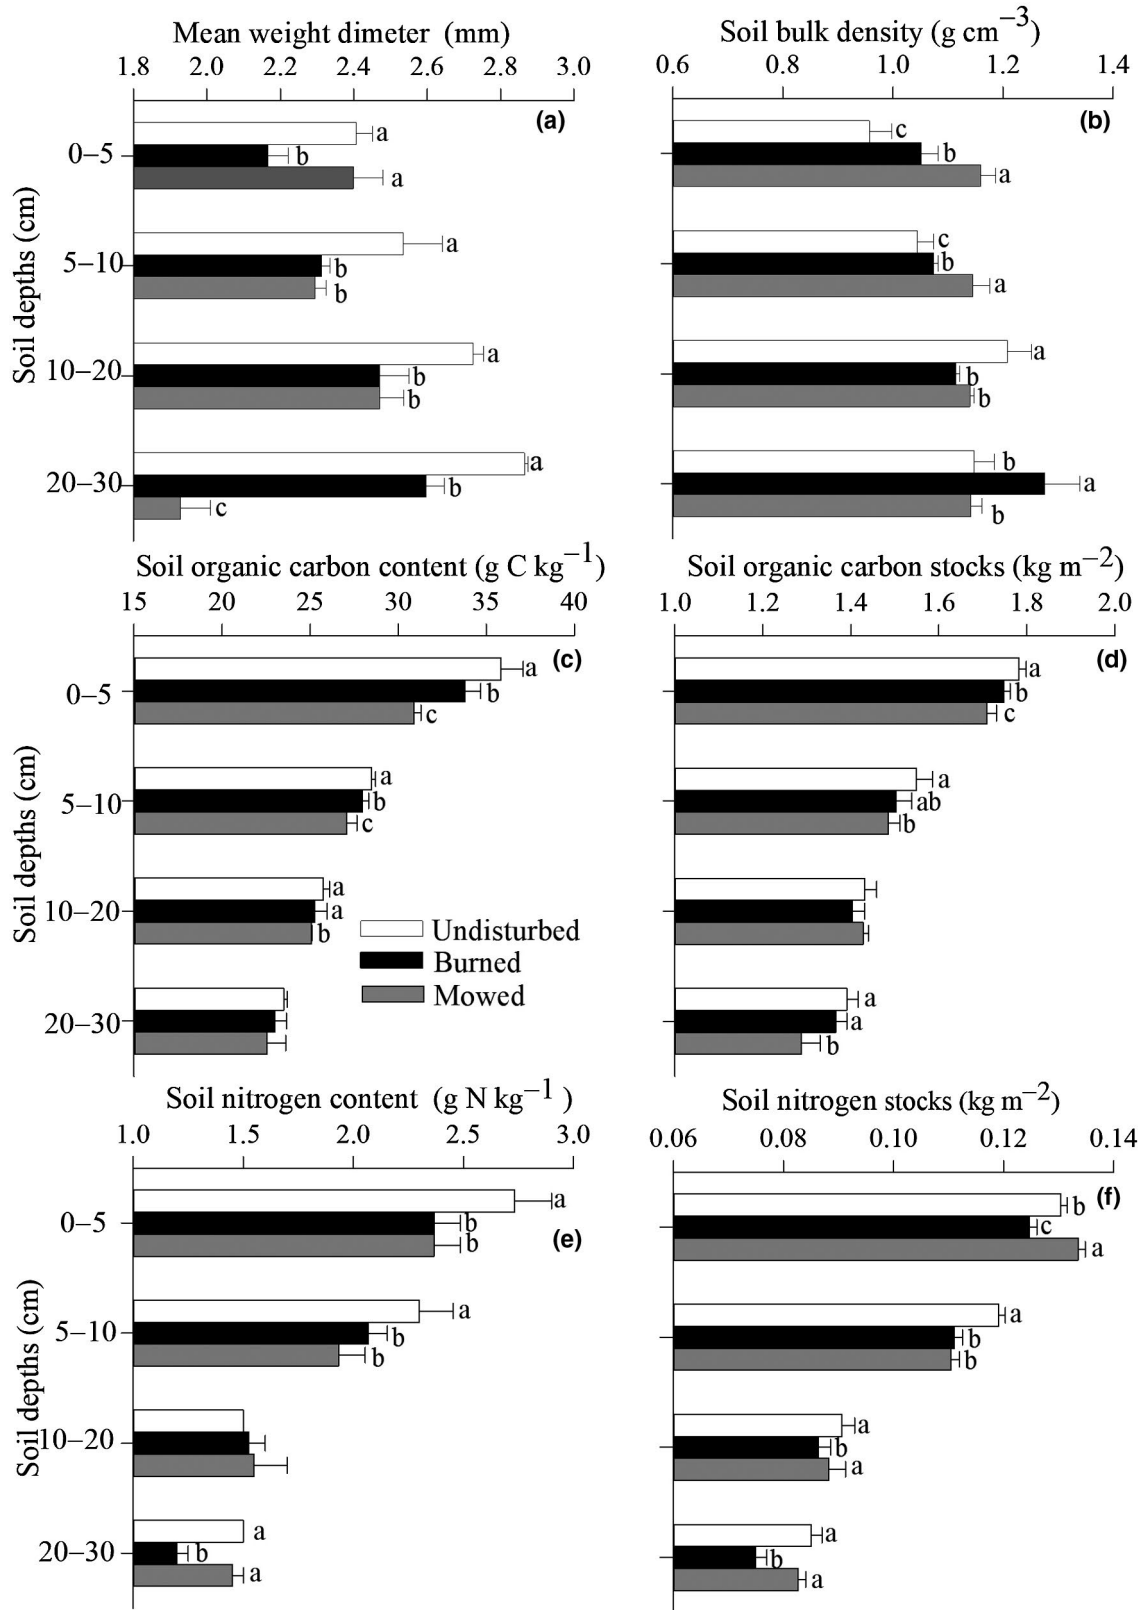 Mean weight dimeter (mm)
1.8 2.0 2.2 2.4 2.6 2.8 3.0
(a)
Soil depths (cm)
0–5
a
b
a
5–10
a
b
b
10–20
a
b
b
20–30
a
b
c
Soil bulk density (g cm−3)
0.6 0.8 1.0 1.2 1.4
(b)
c
b
a
c
b
a
a
b
b
b
a
b
Soil organic carbon content (g C kg−1)
15 20 25 30 35 40
(c)
Soil depths (cm)
0–5
a
b
c
5–10
a
b
c
10–20
a
a
b
20–30
Undisturbed
Burned
Mowed
Soil organic carbon stocks (kg m−2)
1.0 1.2 1.4 1.6 1.8 2.0
(d)
a
b
c
a
ab
b
a
a
b
Soil nitrogen content (g N kg−1)
1.0 1.5 2.0 2.5 3.0
(e)
Soil depths (cm)
0–5
a
b
b
5–10
a
b
b
10–20
20–30
a
b
a
Soil nitrogen stocks (kg m−2)
0.06 0.08 0.10 0.12 0.14
(f)
b
c
a
a
b
b
a
b
a
a
b
a